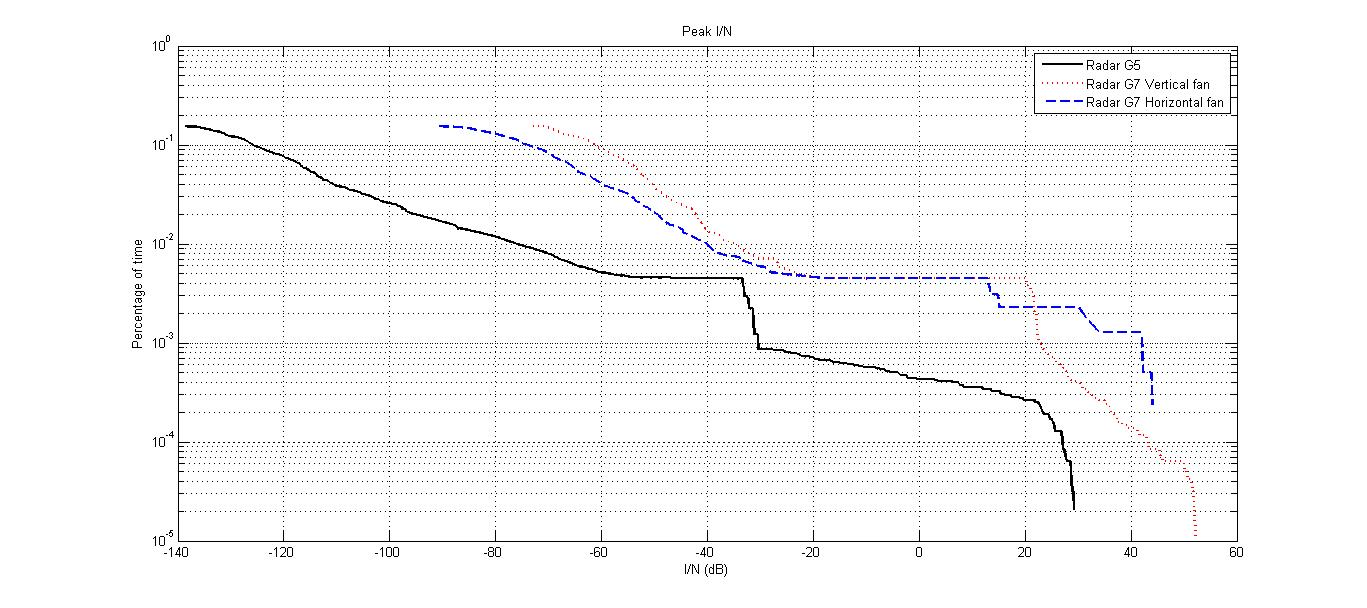 Peak I/N
Radar G5
Radar G7 Vertical fan
Radar G7 Horizontal fan
Percentage of time
10^0
10^-1
10^-2
10^-3
10^-4
10^-5
-140 -120 -100 -80 -60 -40 -20 0 20 40 60
I/N (dB)